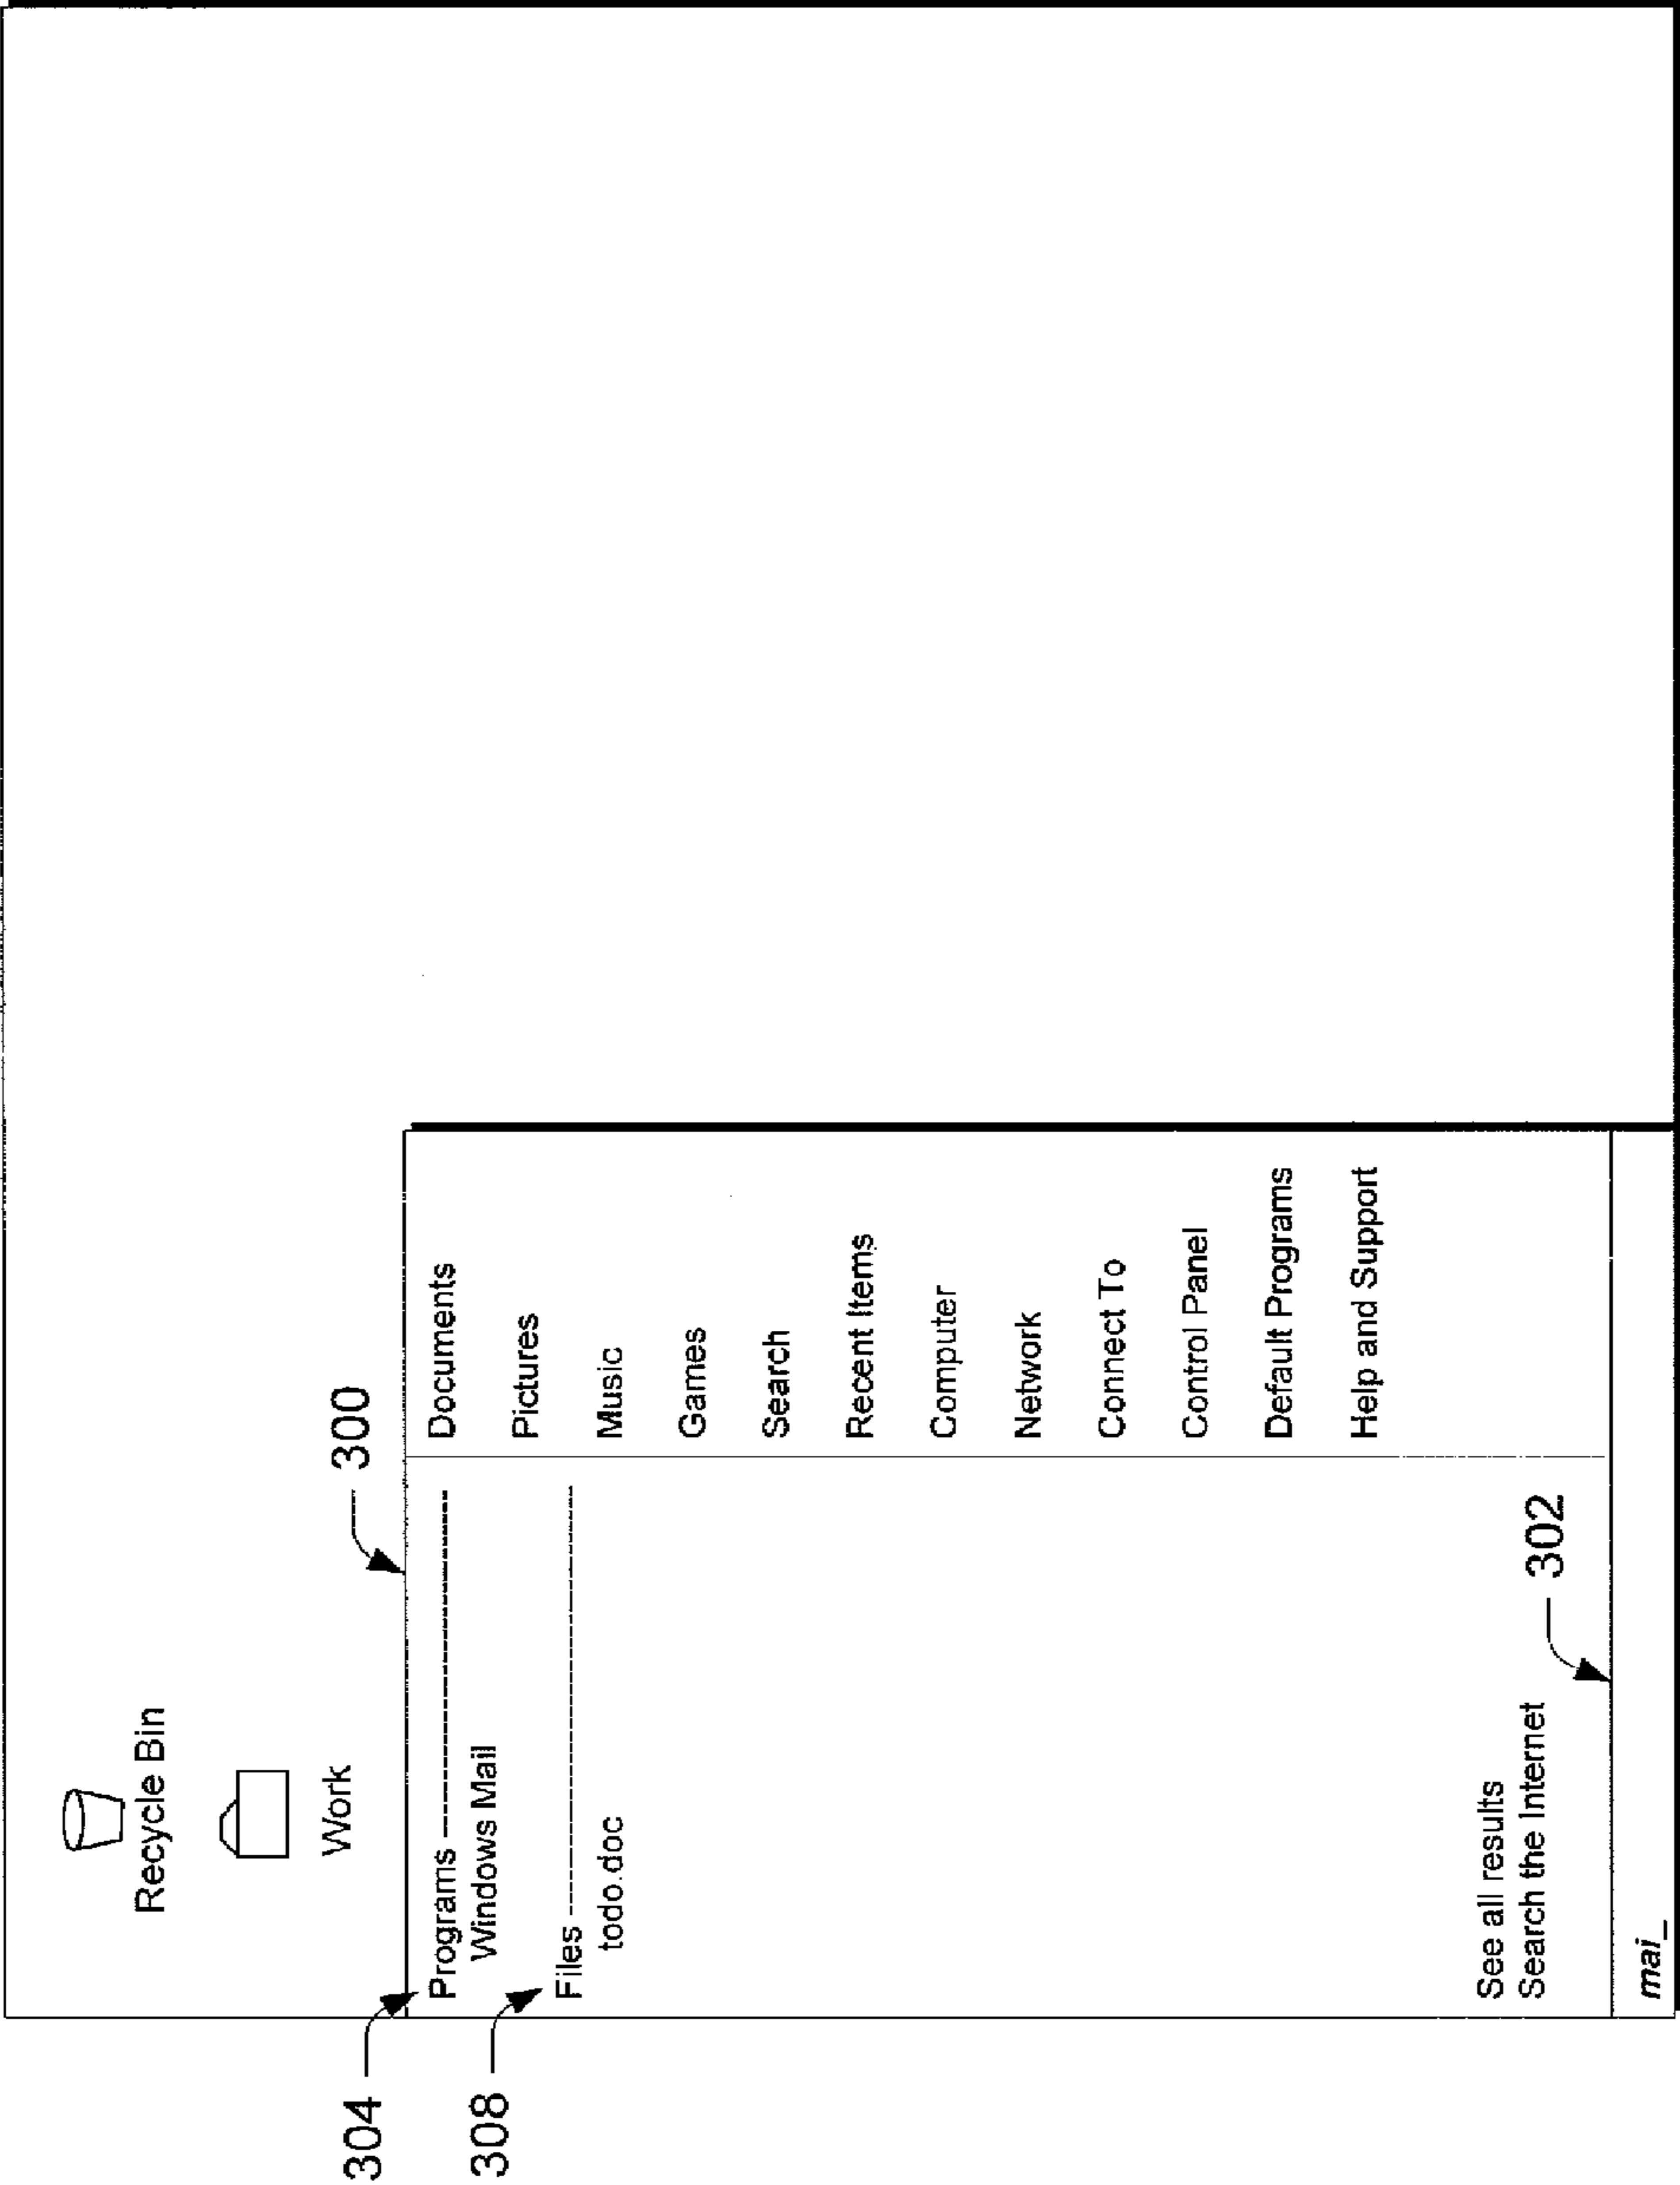 Recycle Bin
Work
300
304
Programs
Windows Mail
308
Files
todo.doc
Documents
Pictures
Music
Games
Search
Recent Items
Computer
Network
Connect To
Control Panel
Default Programs
Help and Support
See all results
Search the Internet
302
mai_